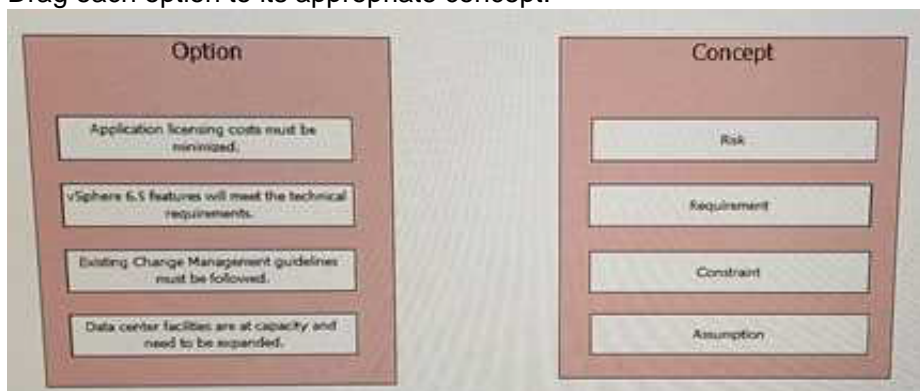 Drag each option to its appropriate concept.
Option
Application licensing costs must be
minimized.
vSphere 6.5 features will meet the technical
requirements.
Existing Change Management guidelines
must be followed.
Data center facilities are at capacity and
need to be expanded.
Concept
Risk
Requirement
Constraint
Assumption